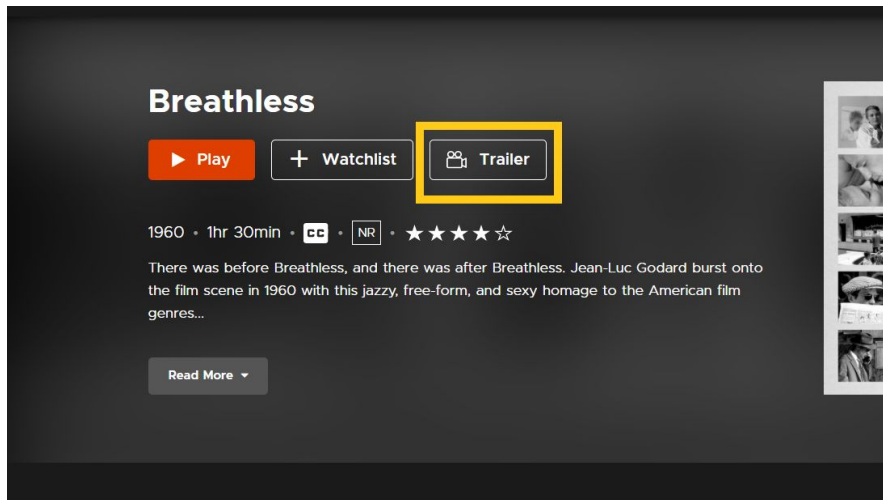 Breathless
Play
Watchlist
Trailer
1960 • 1hr 30min • CC • NR •
There was before Breathless, and there was after Breathless. Jean-Luc Godard burst onto
the film scene in 1960 with this jazzy, free-form, and sexy homage to the American film
genres...
Read More